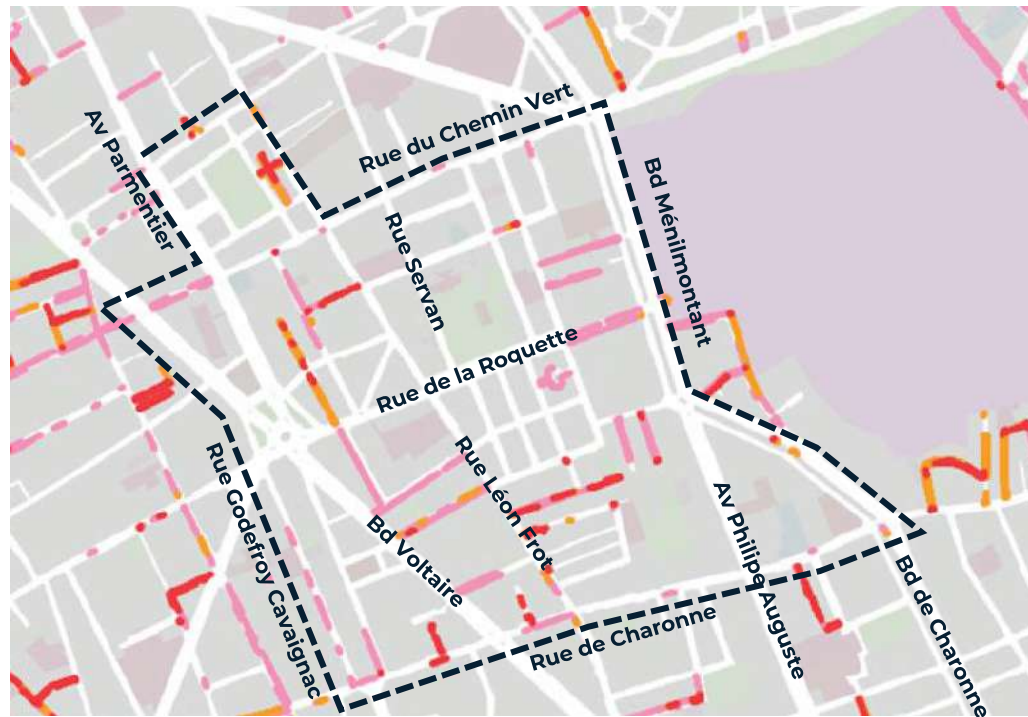 Rue du Chemin Vert
Av Parmentier
Bd Ménilmontant
Rue Servan
Rue de la Roquette
Rue Léon Frot
Rue Godefroy Cavaignac
Bd Voltaire
Av Philipe Auguste
Bd de Charonne
Rue de Charonne